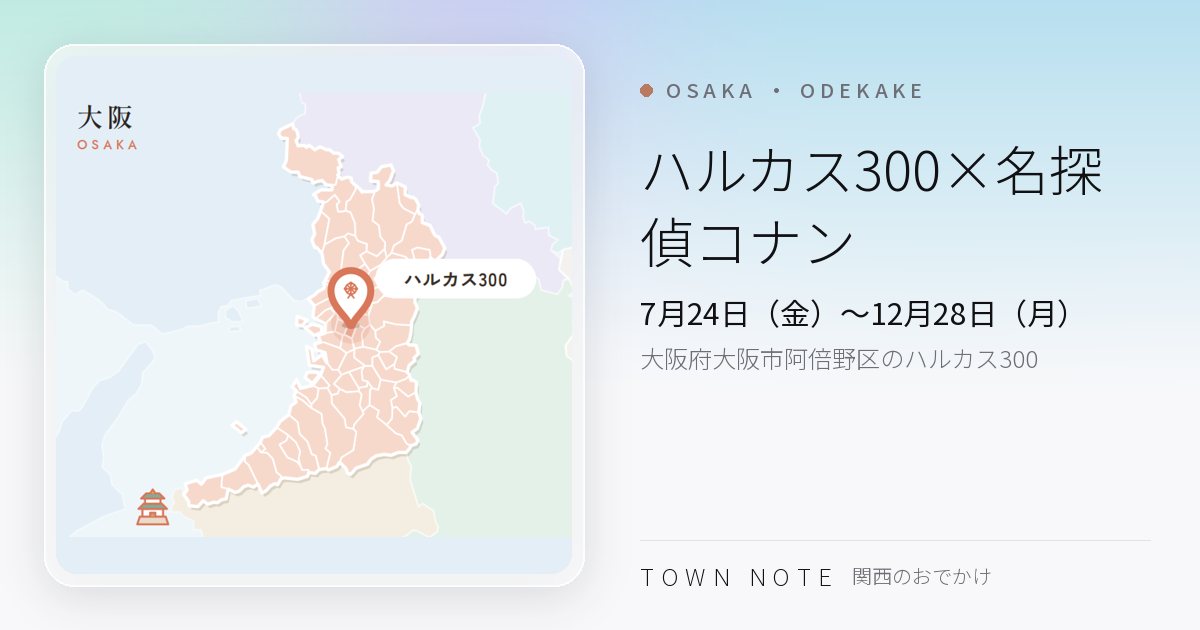 大阪
OSAKA
ハルカス300
OSAKA • ODEKAKE
ハルカス300×名探
偵コナン
7月24日（金）〜12月28日（月）
大阪府大阪市阿倍野区のハルカス300
TOWN NOTE 関西のおでかけ